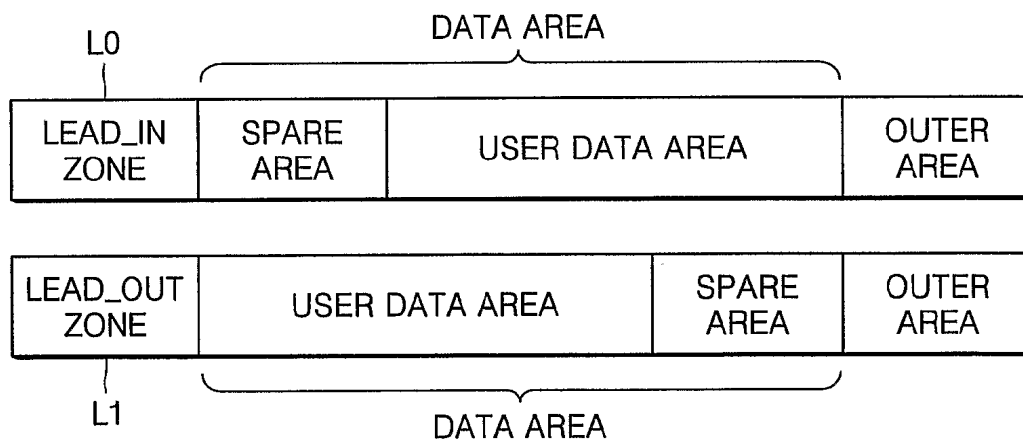 DATA AREA
L0
LEAD_IN
ZONE
SPARE
AREA
USER DATA AREA
OUTER
AREA
LEAD_OUT
ZONE
USER DATA AREA
SPARE
AREA
OUTER
AREA
L1
DATA AREA